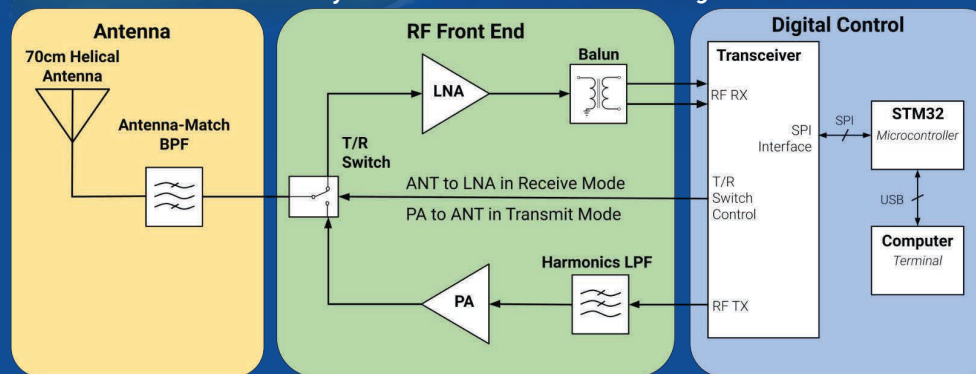 Antenna
70cm Helical
Antenna
Antenna-Match
BPF
RF Front End
LNA
Balun
T/R
Switch
ANT to LNA in Receive Mode
PA to ANT in Transmit Mode
PA
Harmonics LPF
Digital Control
Transceiver
RF RX
SPI
Interface
T/R
Switch
Control
RF TX
SPI
STM32
Microcontroller
USB
Computer
Terminal